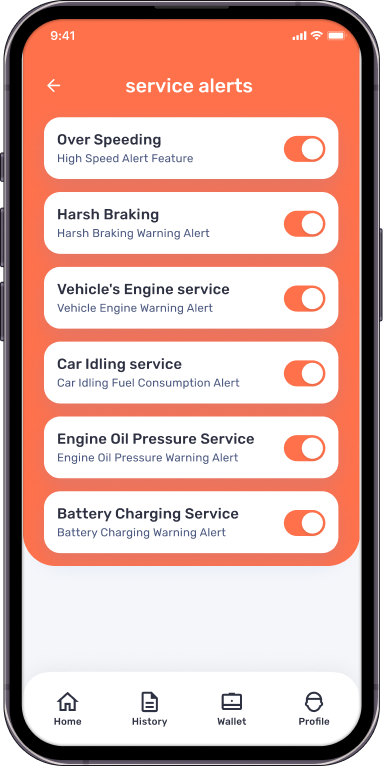 9:41
service alerts
Over Speeding
High Speed Alert Feature
Harsh Braking
Harsh Braking Warning Alert
Vehicle's Engine service
Vehicle Engine Warning Alert
Car Idling service
Car Idling Fuel Consumption Alert
Engine Oil Pressure Service
Engine Oil Pressure Warning Alert
Battery Charging Service
Battery Charging Warning Alert
Home History Wallet Profile